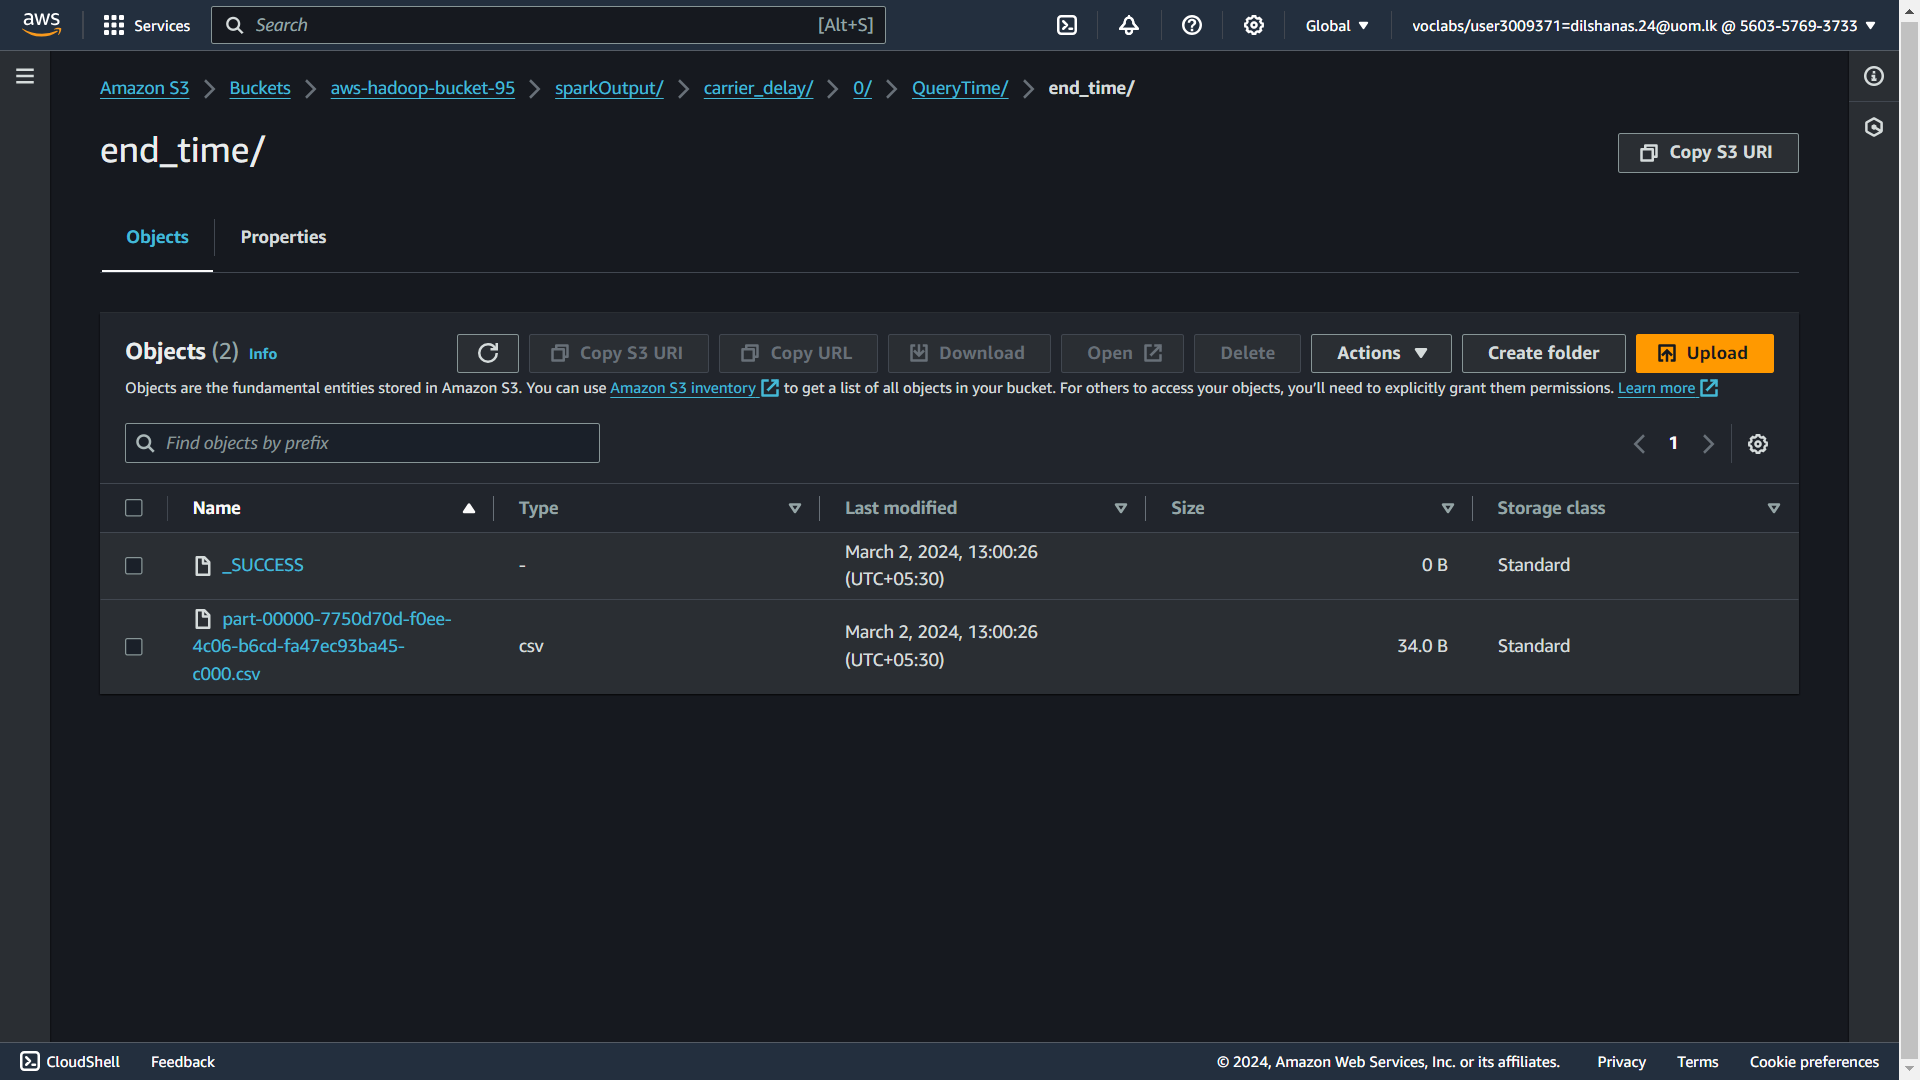 aws
Services
Search [Alt+S]
Global
voclabs/user3009371=dilshanas.24@uom.lk @ 5603-5769-3733
Amazon S3 Buckets aws-hadoop-bucket-95 sparkOutput/ carrier_delay/ 0/ QueryTime/ end_time/
end_time/
Copy S3 URI
Objects Properties
Objects (2) Info
Copy S3 URI Copy URL Download Open Delete Actions Create folder Upload
Objects are the fundamental entities stored in Amazon S3. You can use Amazon S3 inventory to get a list of all objects in your bucket. For others to access your objects, you’ll need to explicitly grant them permissions. Learn more
Find objects by prefix
1
Name Type Last modified Size Storage class
_SUCCESS - March 2, 2024, 13:00:26 (UTC+05:30) 0 B Standard
part-00000-7750d70d-f0ee-
4c06-b6cd-fa47ec93ba45-
c000.csv
csv
March 2, 2024, 13:00:26
(UTC+05:30)
34.0 B
Standard
CloudShell Feedback
© 2024, Amazon Web Services, Inc. or its affiliates. Privacy Terms Cookie preferences